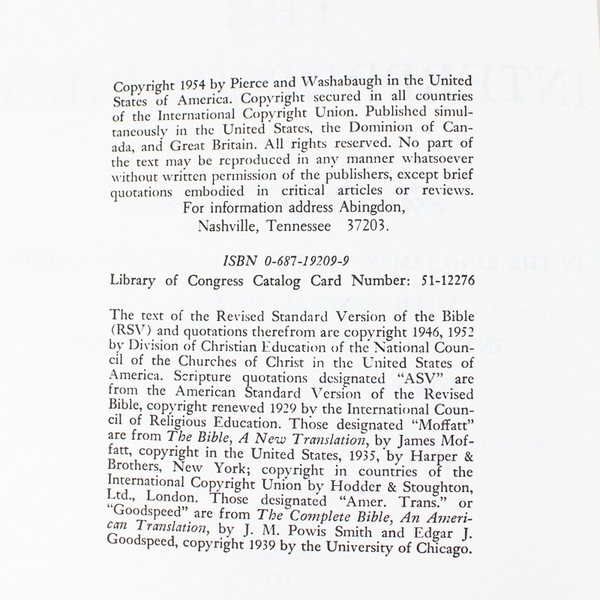 Copyright 1954 by Pierce and Washabaugh in the United
States of America. Copyright secured in all countries
of the International Copyright Union. Published simul-
taneously in the United States, the Dominion of Can-
ada, and Great Britain. All rights reserved. No part of
the text may be reproduced in any manner whatsoever
without written permission of the publishers, except brief
quotations embodied in critical articles or reviews.
For information address Abingdon,
Nashville, Tennessee 37203.
ISBN 0-687-19209-9
Library of Congress Catalog Card Number: 51-12276
The text of the Revised Standard Version of the Bible
(RSV) and quotations therefrom are copyright 1946, 1952
by Division of Christian Education of the National Coun-
cil of the Churches of Christ in the United States of
America. Scripture quotations designated “ASV” are
from the American Standard Version of the Revised
Bible, copyright renewed 1929 by the International Coun-
cil of Religious Education. Those designated “Moffatt”
are from The Bible, A New Translation, by James Mof-
fatt, copyright in the United States, 1935, by Harper &
Brothers, New York; copyright in countries of the
International Copyright Union by Hodder & Stoughton,
Ltd., London. Those designated “Amer. Trans.” or
“Goodspeed” are from The Complete Bible, An Ameri-
can Translation, by J. M. Powis Smith and Edgar J.
Goodspeed, copyright 1939 by the University of Chicago.